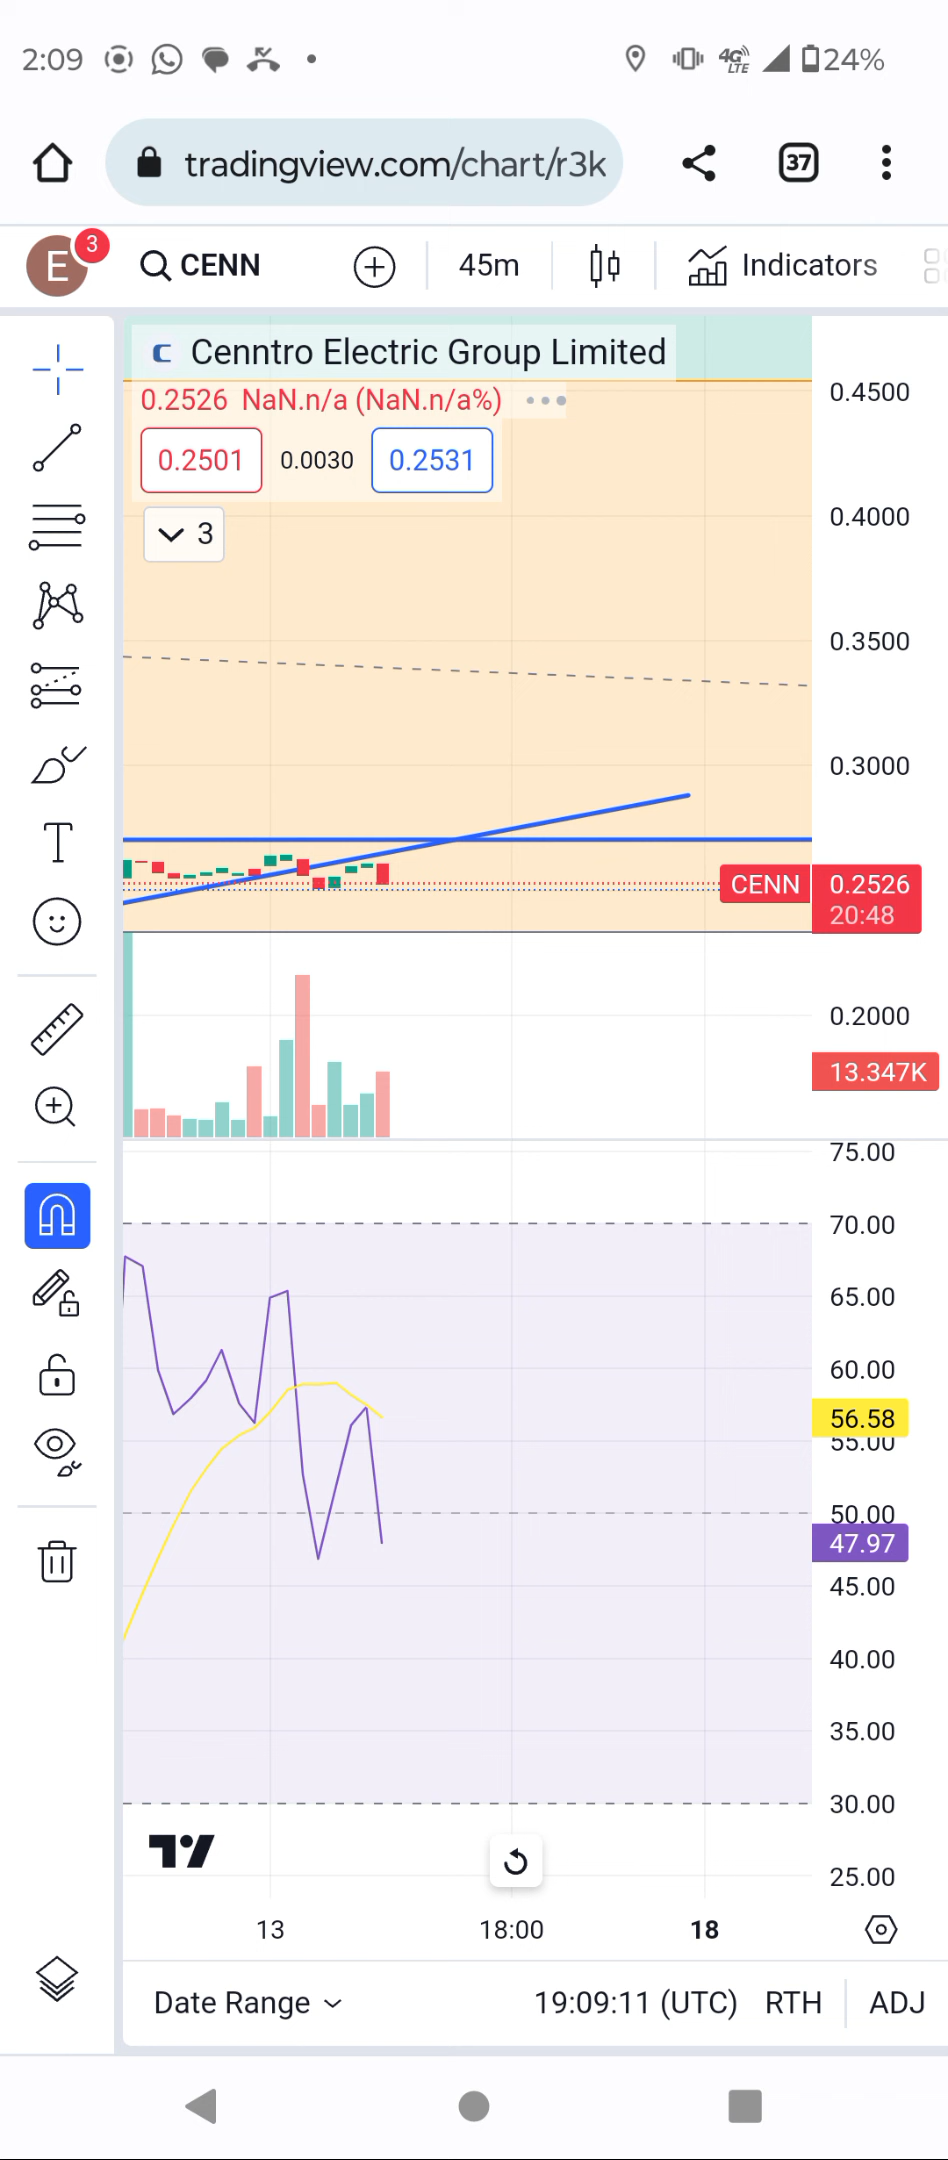 2:09 4G LTE 24%
tradingview.com/chart/r3k 37
E 3 CENN 45m Indicators
C Cenntro Electric Group Limited
0.2526 NaN.n/a (NaN.n/a%)
0.2501 0.0030 0.2531
3
0.4500
0.4000
0.3500
0.3000
CENN 0.2526
20:48
0.2000
13.347K
75.00
70.00
65.00
60.00
56.58
55.00
50.00
47.97
45.00
40.00
35.00
30.00
25.00
13 18:00 18
Date Range 19:09:11 (UTC) RTH ADJ